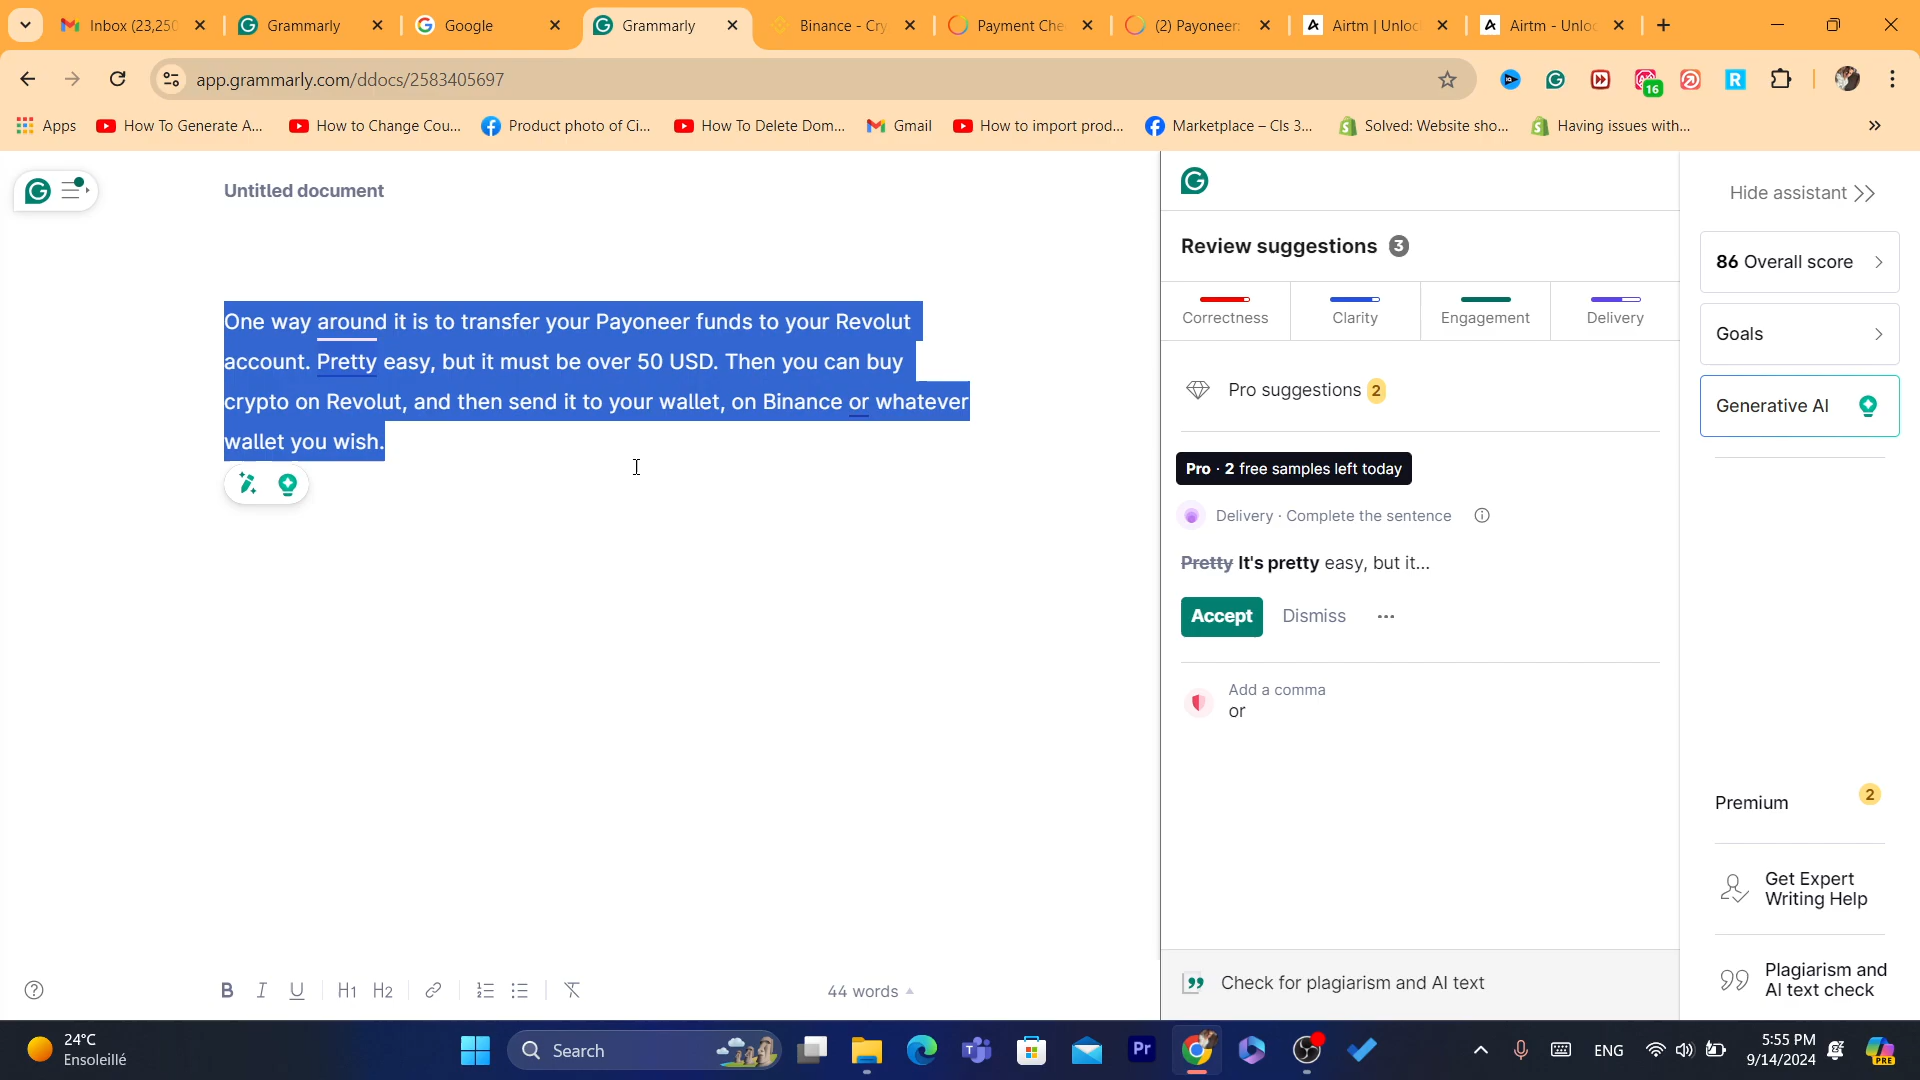 Inbox (23,250
Grammarly
Google
Grammarly
Binance - Cry
Payment Che
(2) Payoneer:
Airtm | Unloc
Airtm - Unloc
app.grammarly.com/ddocs/2583405697
16
Apps
How To Generate A...
How to Change Cou...
Product photo of Ci...
How To Delete Dom...
Gmail
How to import prod...
Marketplace – Cls 3...
Solved: Website sho...
Having issues with...
Untitled document
One way around it is to transfer your Payoneer funds to your Revolut
account. Pretty easy, but it must be over 50 USD. Then you can buy
crypto on Revolut, and then send it to your wallet, on Binance or whatever
wallet you wish.
Review suggestions 3
Correctness
Clarity
Engagement
Delivery
Pro suggestions 2
Pro · 2 free samples left today
Delivery · Complete the sentence
Pretty It's pretty easy, but it...
Accept
Dismiss
Add a comma
or
Check for plagiarism and AI text
Hide assistant
86 Overall score
Goals
Generative AI
Premium 2
Get Expert
Writing Help
Plagiarism and
AI text check
B I U H1 H2
44 words
24°C
Ensoleillé
Search
Pr
ENG
5:55 PM
9/14/2024
PRE